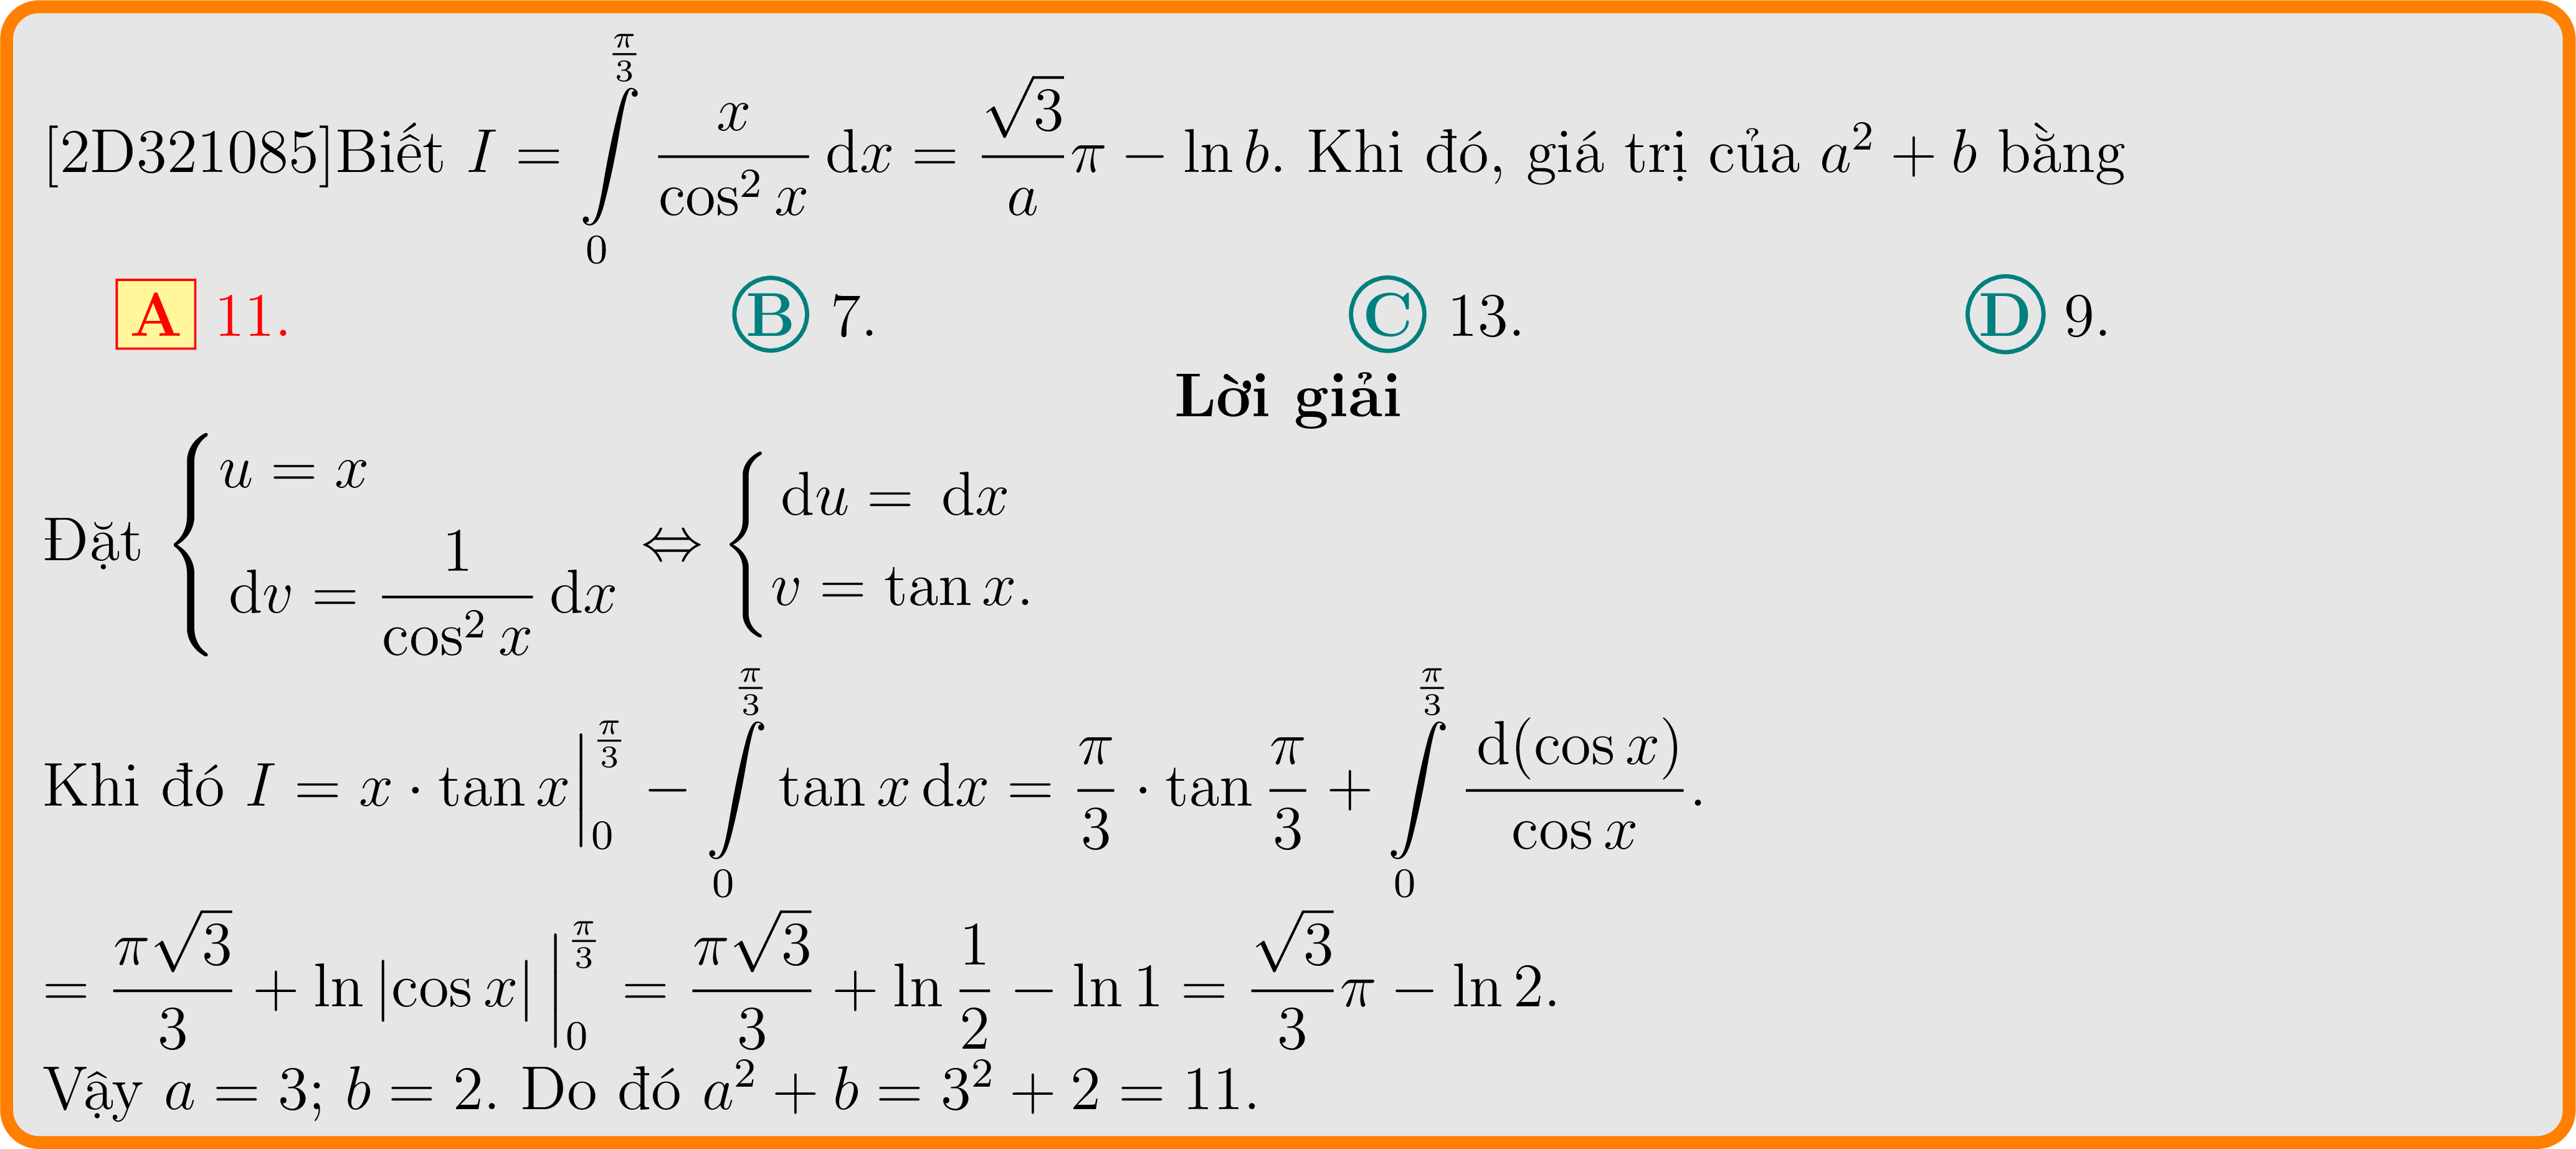 [2D321085]Biết $I = \int\limits_0^{\frac{\pi}{3}} \frac{x}{\cos^2 x} \, \mathrm{d}x = \frac{\sqrt{3}}{a}\pi - \ln b$. Khi đó, giá trị của $a^2 + b$ bằng
A 11. B 7. C 13. D 9.
Lời giải
Đặt $\begin{cases} u = x \\ \mathrm{d}v = \frac{1}{\cos^2 x} \, \mathrm{d}x \end{cases} \Leftrightarrow \begin{cases} \mathrm{d}u = \mathrm{d}x \\ v = \tan x. \end{cases}$
Khi đó $I = x \cdot \tan x \Big|_0^{\frac{\pi}{3}} - \int\limits_0^{\frac{\pi}{3}} \tan x \, \mathrm{d}x = \frac{\pi}{3} \cdot \tan \frac{\pi}{3} + \int\limits_0^{\frac{\pi}{3}} \frac{\mathrm{d}(\cos x)}{\cos x}$.
$= \frac{\pi\sqrt{3}}{3} + \ln |\cos x| \Big|_0^{\frac{\pi}{3}} = \frac{\pi\sqrt{3}}{3} + \ln \frac{1}{2} - \ln 1 = \frac{\sqrt{3}}{3}\pi - \ln 2$.
Vậy $a = 3; b = 2$. Do đó $a^2 + b = 3^2 + 2 = 11$.